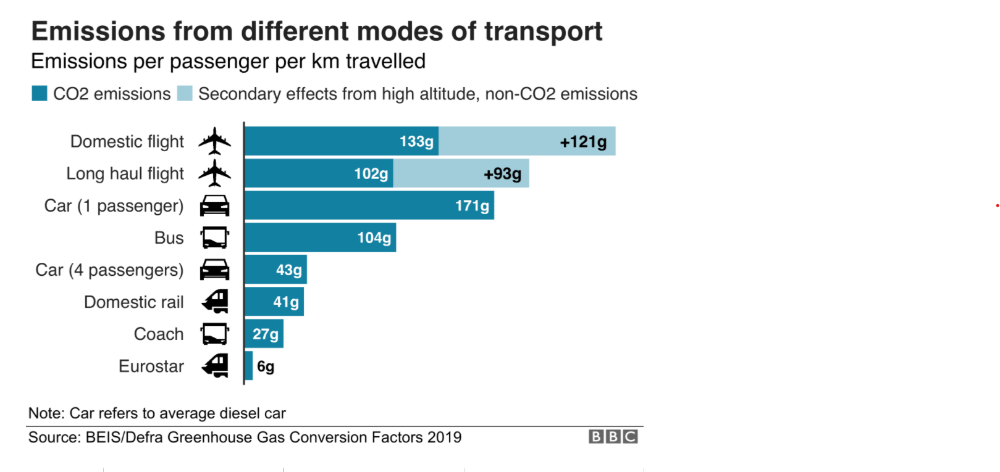 Emissions from different modes of transport
Emissions per passenger per km travelled
CO2 emissions Secondary effects from high altitude, non-CO2 emissions
Domestic flight 133g +121g
Long haul flight 102g +93g
Car (1 passenger) 171g
Bus 104g
Car (4 passengers) 43g
Domestic rail 41g
Coach 27g
Eurostar 6g
Note: Car refers to average diesel car
Source: BEIS/Defra Greenhouse Gas Conversion Factors 2019 BBC